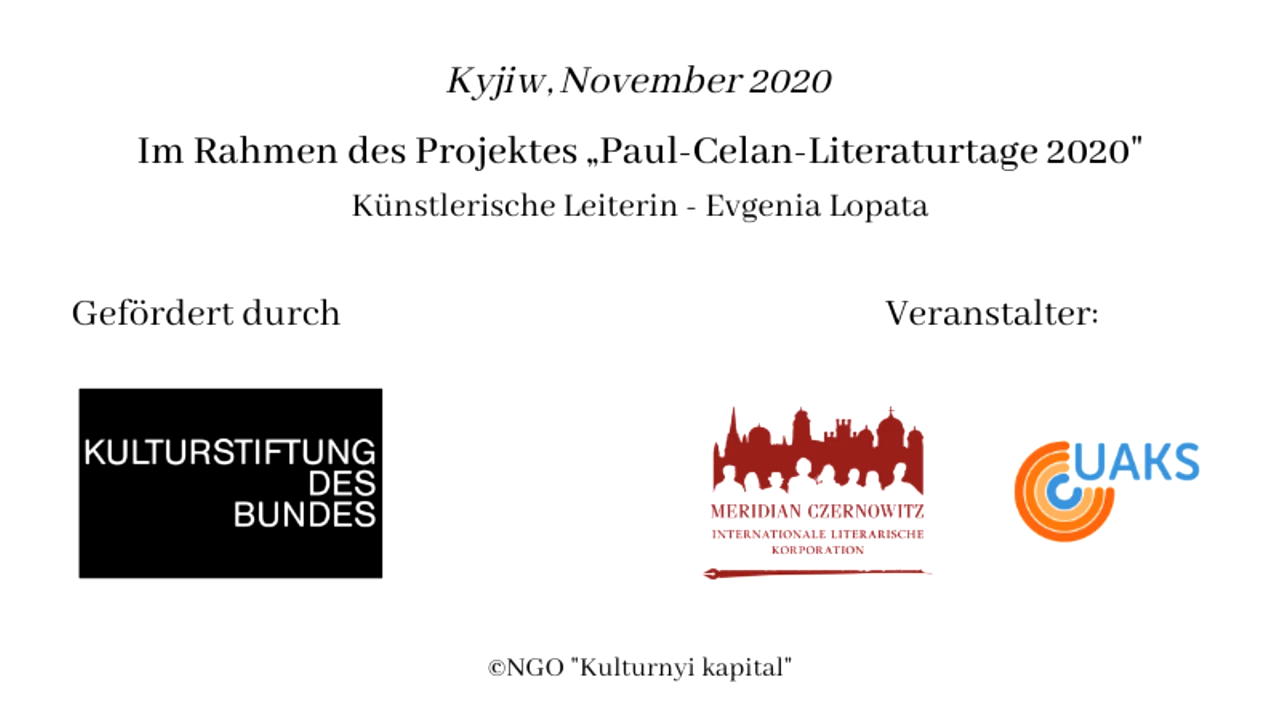 Kyjiw, November 2020
Im Rahmen des Projektes „Paul-Celan-Literaturtage 2020"
Künstlerische Leiterin - Evgenia Lopata
Gefördert durch
Veranstalter:
KULTURSTIFTUNG
DES
BUNDES
MERIDIAN CZERNOWITZ
INTERNATIONALE LITERARISCHE
KORPORATION
UAKS
©NGO "Kulturnyi kapital"